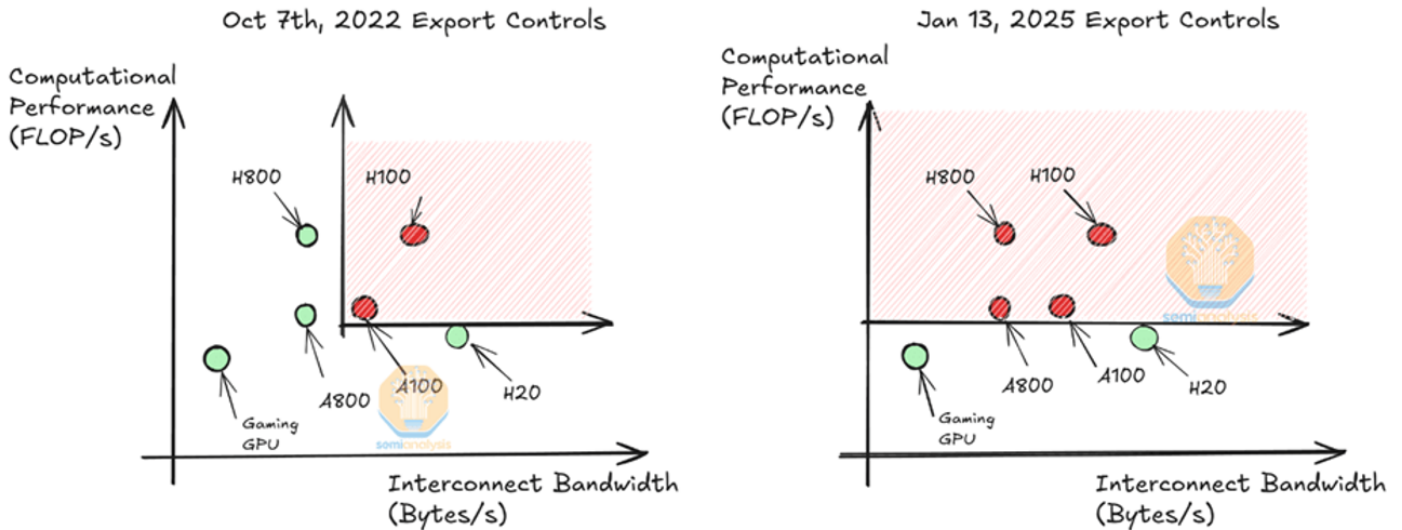 Oct 7th, 2022 Export Controls
Computational
Performance
(FLOP/s)
H800
H100
A800
A100
H20
Gaming
GPU
semianalysis
Interconnect Bandwidth
(Bytes/s)
Jan 13, 2025 Export Controls
Computational
Performance
(FLOP/s)
H800
H100
semianalysis
A800
A100
H20
Gaming
GPU
Interconnect Bandwidth
(Bytes/s)